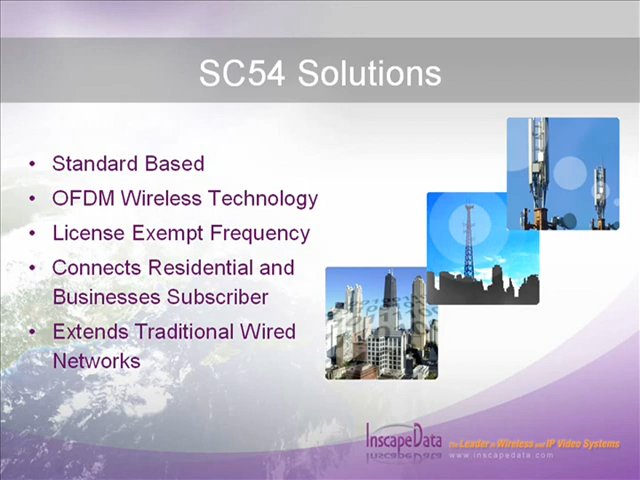 SC54 Solutions
• Standard Based
• OFDM Wireless Technology
• License Exempt Frequency
• Connects Residential and
Businesses Subscriber
• Extends Traditional Wired
Networks
InscapeData
The Leader in Wireless and IP Video Systems
www.inscapedata.com